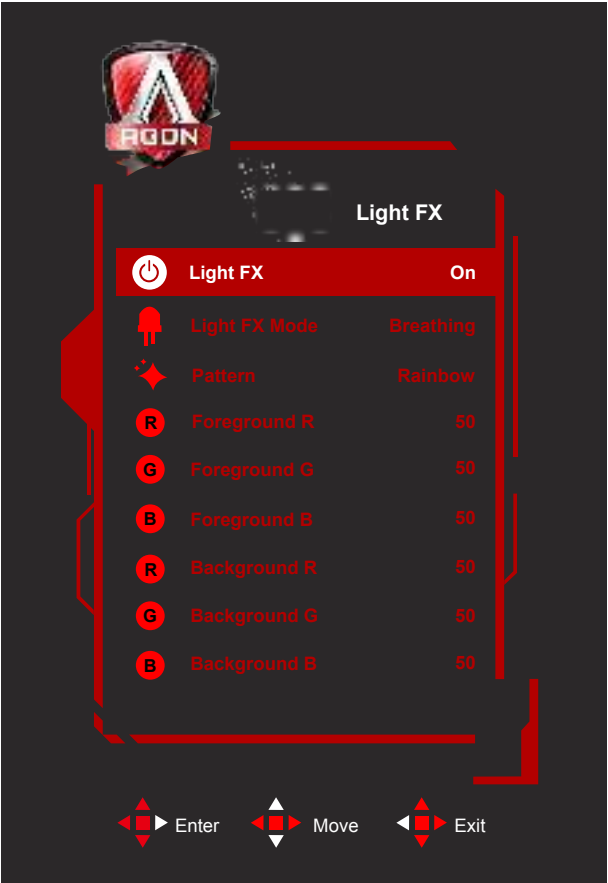 AGON
Light FX
Light FX On
Light FX Mode Breathing
Pattern Rainbow
R Foreground R 50
G Foreground G 50
B Foreground B 50
R Background R 50
G Background G 50
B Background B 50
Enter Move Exit